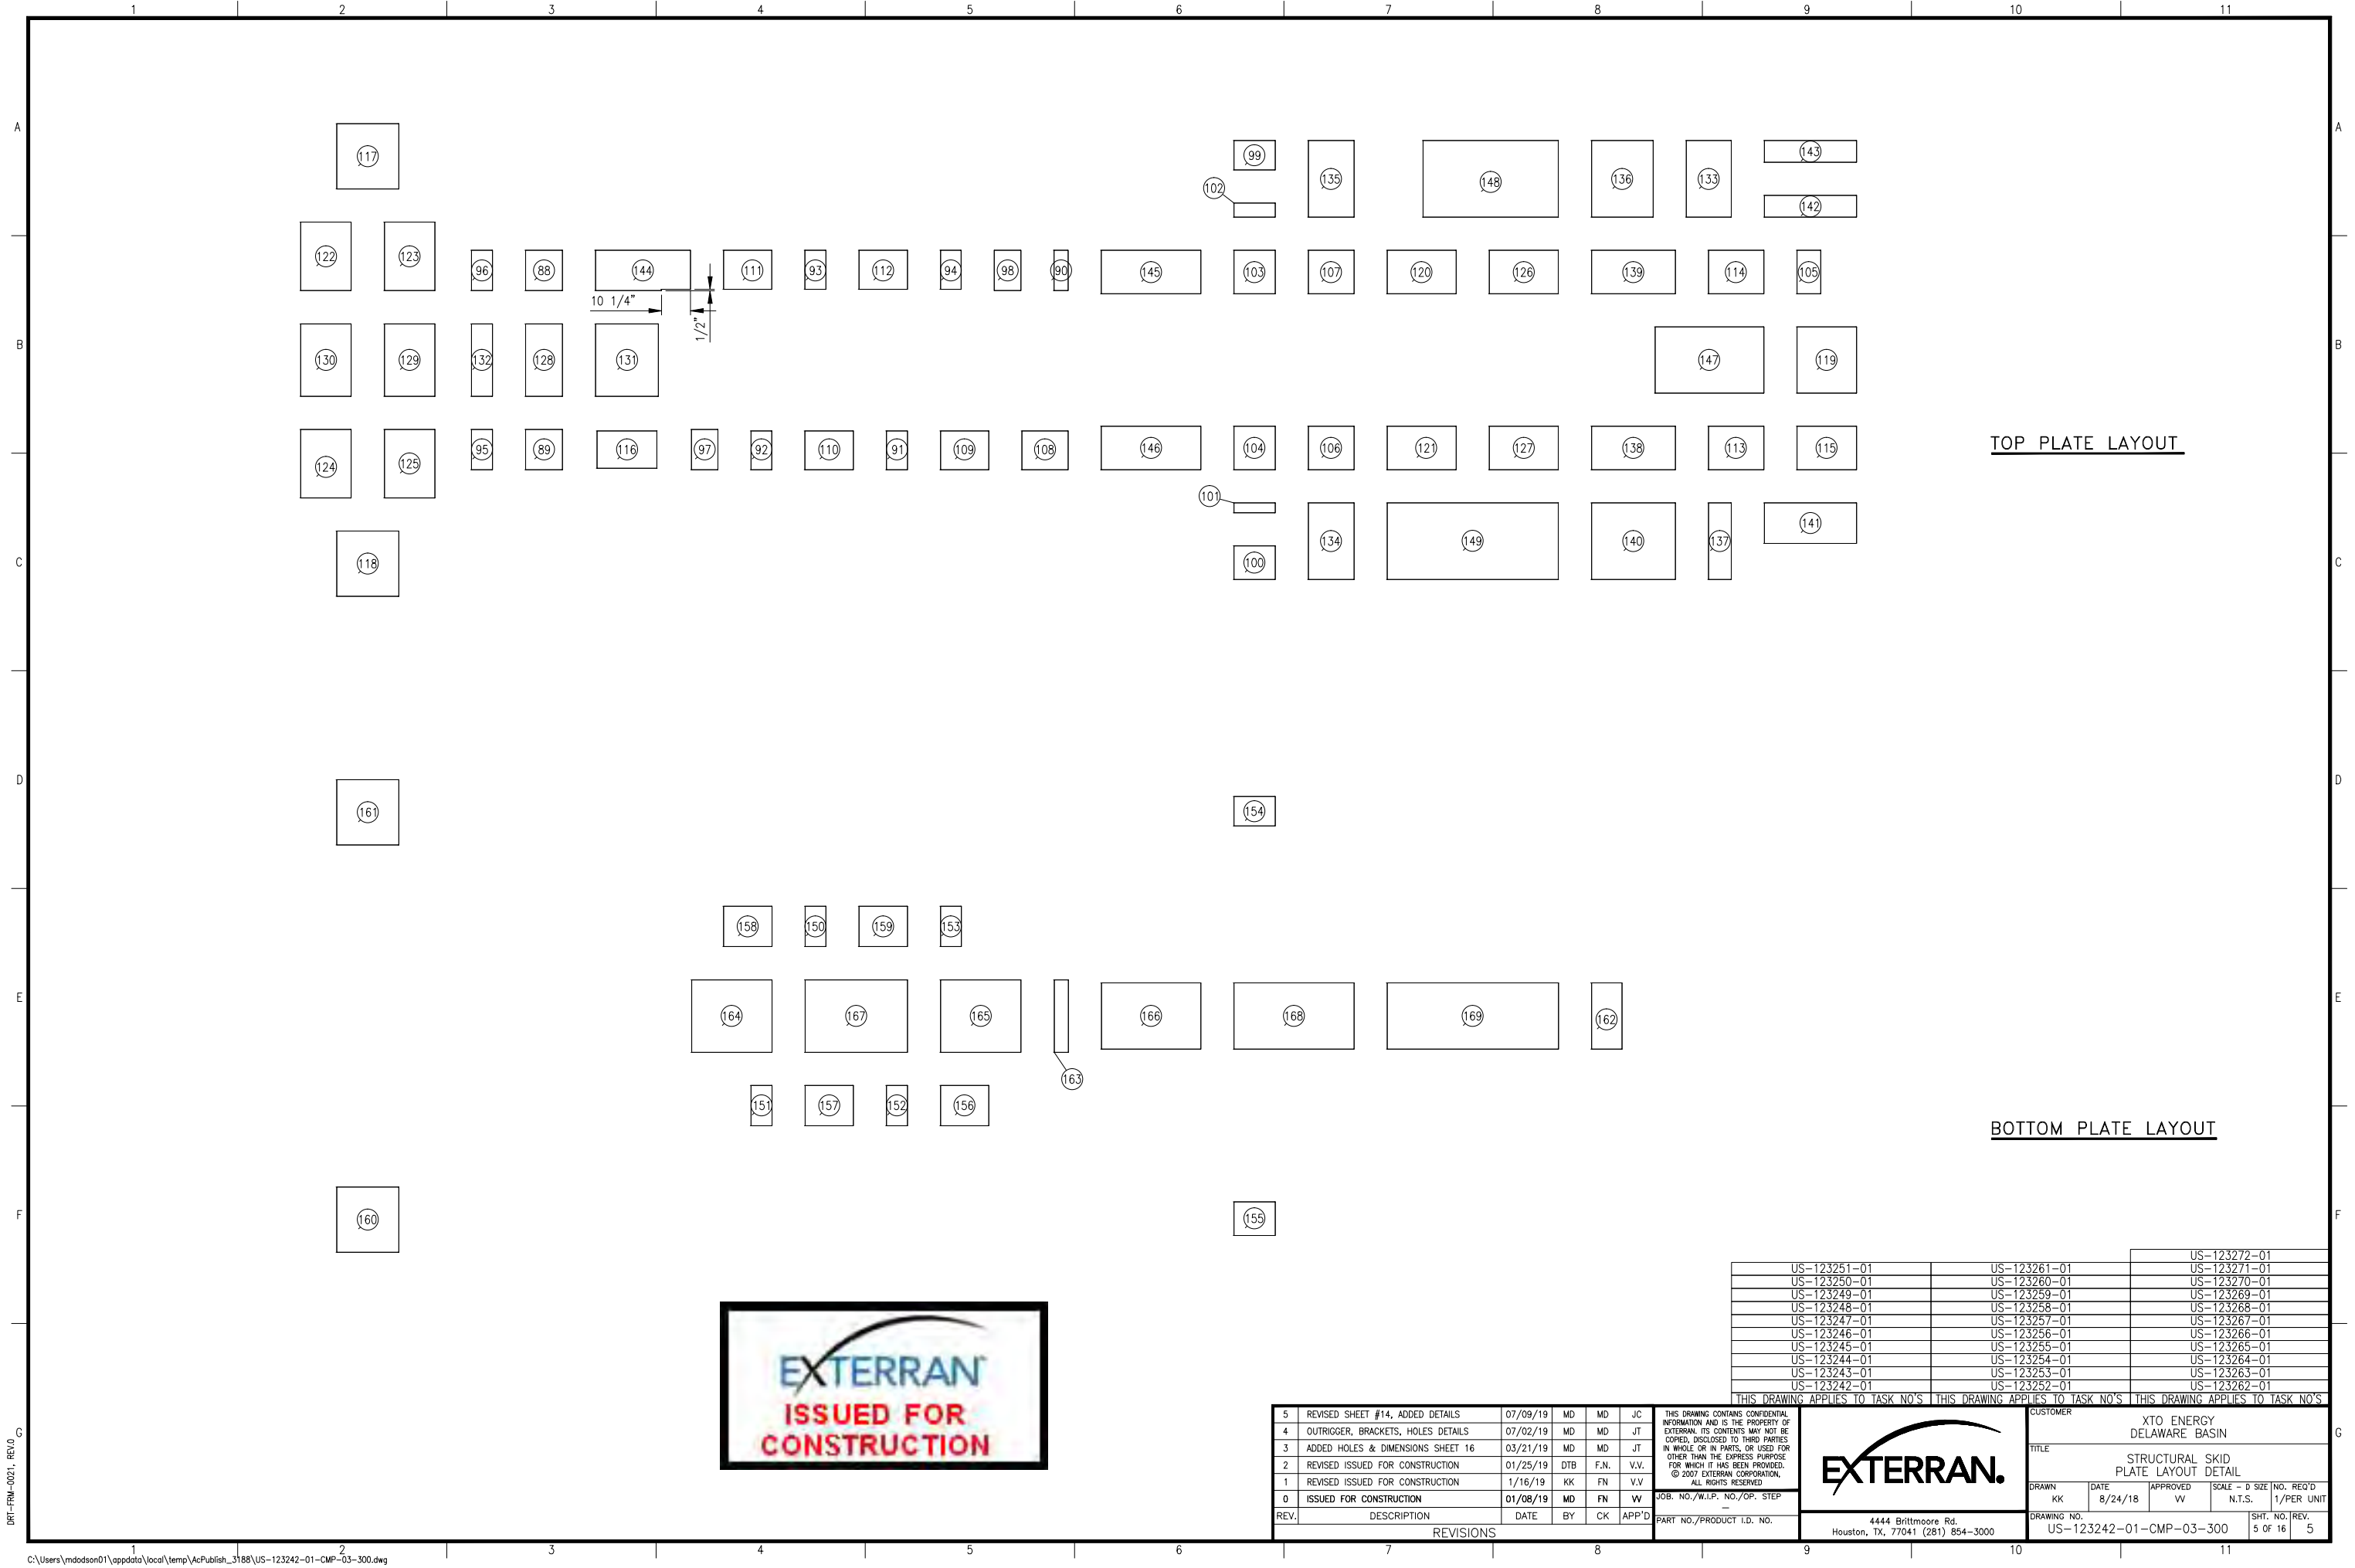 1 2 3 4 5 6 7 8 9 10 11
A A
117
99
102
135
148
136
133
143
142
122 123 96 88 144 111 93 112 94 98 90 145 103 107 120 126 139 114 105
10 1/4"
1/2"
B B
130 129 132 128 131 147 119
124 125 95 89 116 97 92 110 91 109 108 146 104 106 121 127 138 113 115
TOP PLATE LAYOUT
101
134 149 140 137 141
100
118
C C
D D
161 154
158 150 159 153
E E
164 167 165 166 168 169 162
163
151 157 152 156
BOTTOM PLATE LAYOUT
F F
160 155
US-123272-01
US-123251-01 US-123261-01 US-123271-01
US-123250-01 US-123260-01 US-123270-01
US-123249-01 US-123259-01 US-123269-01
US-123248-01 US-123258-01 US-123268-01
US-123247-01 US-123257-01 US-123267-01
US-123246-01 US-123256-01 US-123266-01
US-123245-01 US-123255-01 US-123265-01
US-123244-01 US-123254-01 US-123264-01
US-123243-01 US-123253-01 US-123263-01
US-123242-01 US-123252-01 US-123262-01
THIS DRAWING APPLIES TO TASK NO'S THIS DRAWING APPLIES TO TASK NO'S THIS DRAWING APPLIES TO TASK NO'S
EXTERRAN
ISSUED FOR
CONSTRUCTION
G G
5 REVISED SHEET #14, ADDED DETAILS 07/09/19 MD MD JC
4 OUTRIGGER, BRACKETS, HOLES DETAILS 07/02/19 MD MD JT
3 ADDED HOLES & DIMENSIONS SHEET 16 03/21/19 MD MD JT
2 REVISED ISSUED FOR CONSTRUCTION 01/25/19 DTB F.N. V.V.
1 REVISED ISSUED FOR CONSTRUCTION 1/16/19 KK FN V.V
0 ISSUED FOR CONSTRUCTION 01/08/19 MD FN VV
REV. DESCRIPTION DATE BY CK APP'D
REVISIONS
THIS DRAWING CONTAINS CONFIDENTIAL
INFORMATION AND IS THE PROPERTY OF
EXTERRAN. ITS CONTENTS MAY NOT BE
COPIED, DISCLOSED TO THIRD PARTIES
IN WHOLE OR IN PARTS, OR USED FOR
OTHER THAN THE EXPRESS PURPOSE
FOR WHICH IT HAS BEEN PROVIDED.
© 2007 EXTERRAN CORPORATION,
ALL RIGHTS RESERVED
JOB. NO./W.I.P. NO./OP. STEP
–
PART NO./PRODUCT I.D. NO.
EXTERRAN.
4444 Brittmoore Rd.
Houston, TX, 77041 (281) 854-3000
CUSTOMER
XTO ENERGY
DELAWARE BASIN
TITLE
STRUCTURAL SKID
PLATE LAYOUT DETAIL
DRAWN DATE APPROVED SCALE - D SIZE NO. REQ'D
KK 8/24/18 VV N.T.S. 1/PER UNIT
DRAWING NO. SHT. NO. REV.
US-123242-01-CMP-03-300 5 OF 16 5
DRT-FRM-0021, REV.0
1 2 3 4 5 6 7 8 9 10 11
C:\Users\mdodson01\appdata\local\temp\AcPublish_3188\US-123242-01-CMP-03-300.dwg